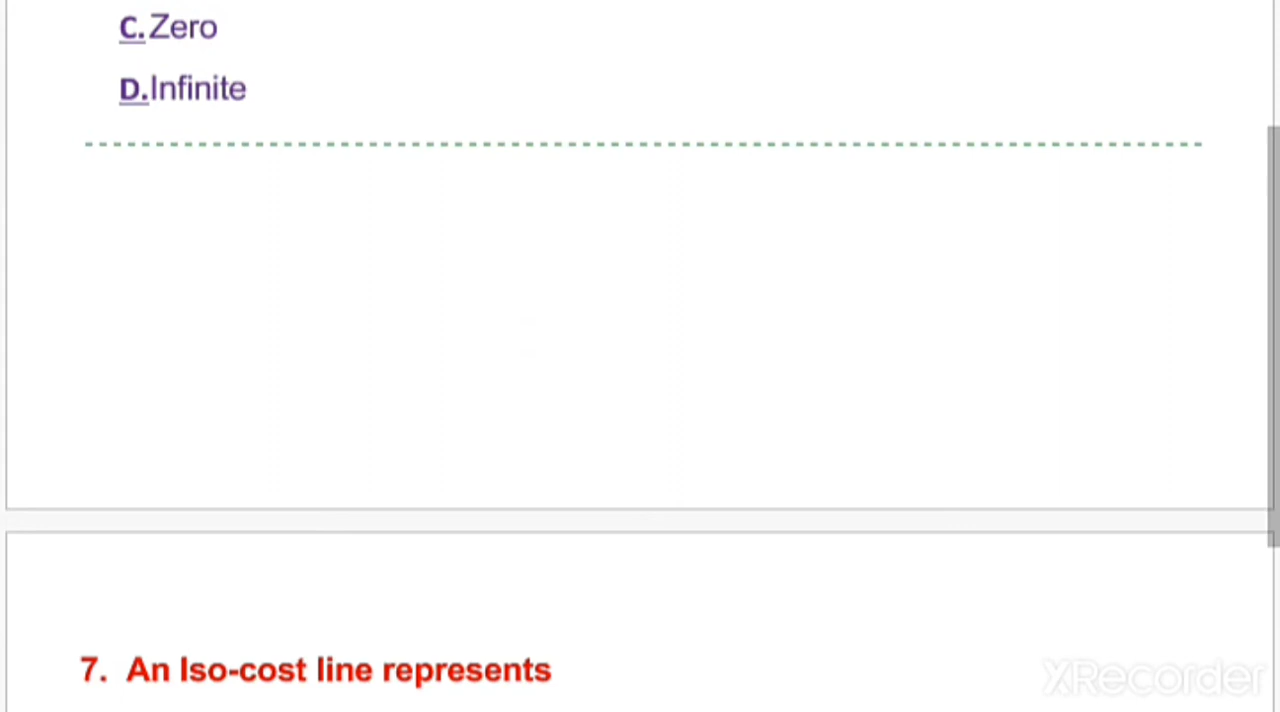 C.Zero
D.Infinite
7. An Iso-cost line represents
XRecorder